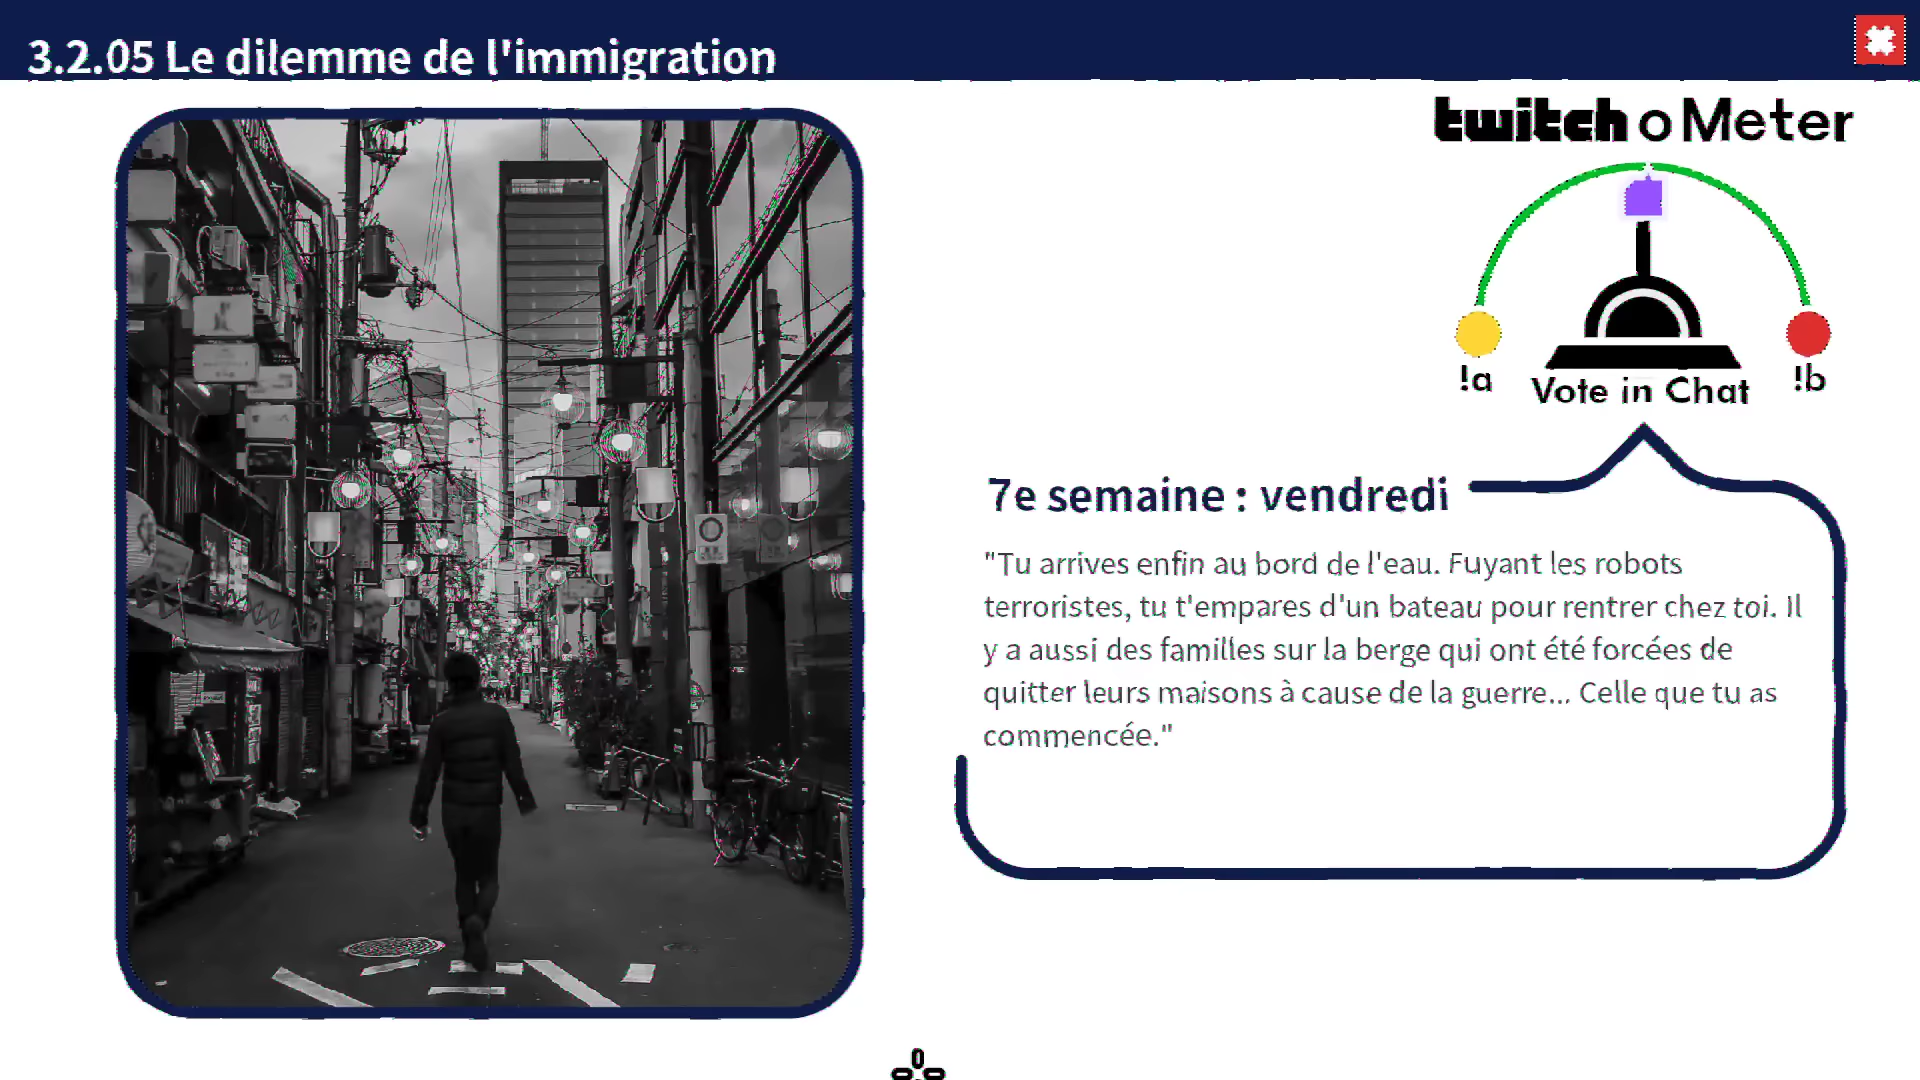 3.2.05 Le dilemme de l'immigration
twitch o Meter
!a
Vote in Chat
!b
7e semaine : vendredi
"Tu arrives enfin au bord de l'eau. Fuyant les robots
terroristes, tu t'empares d'un bateau pour rentrer chez toi. Il
y a aussi des familles sur la berge qui ont été forcées de
quitter leurs maisons à cause de la guerre... Celle que tu as
commencée."